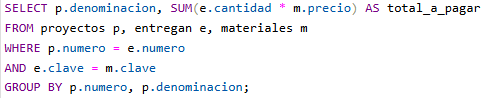 SELECT p.denominacion, SUM(e.cantidad * m.precio) AS total_a_pagar
FROM proyectos p, entregan e, materiales m
WHERE p.numero = e.numero
AND e.clave = m.clave
GROUP BY p.numero, p.denominacion;